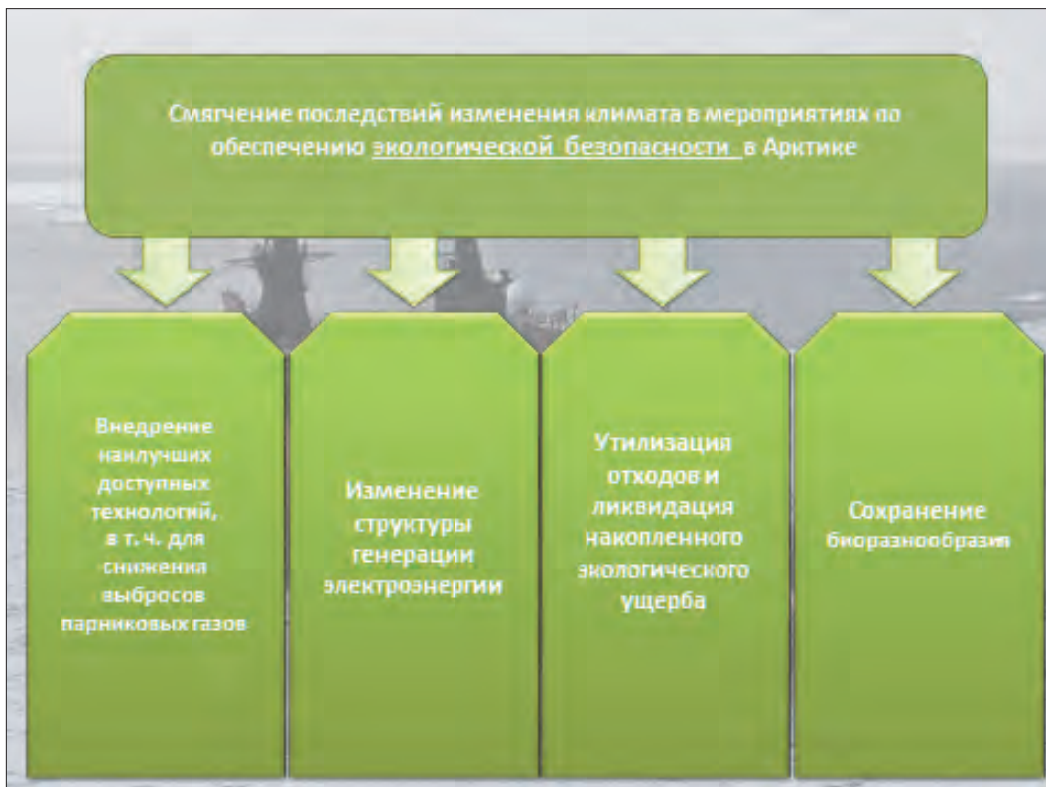 Смягчение последствий изменения климата в мероприятиях по
обеспечению экологической безопасности в Арктике
Внедрение
наилучших
доступных
технологий,
в т. ч. для
снижения
выбросов
парниковых газов
Изменение
структуры
генерации
электроэнергии
Утилизация
отходов и
ликвидация
накопленного
экологического
ущерба
Сохранение
биоразнообразия